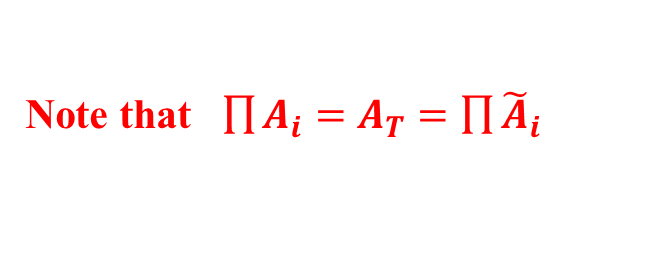 Note that ∏ Aᵢ = A_T = ∏ Ãᵢ